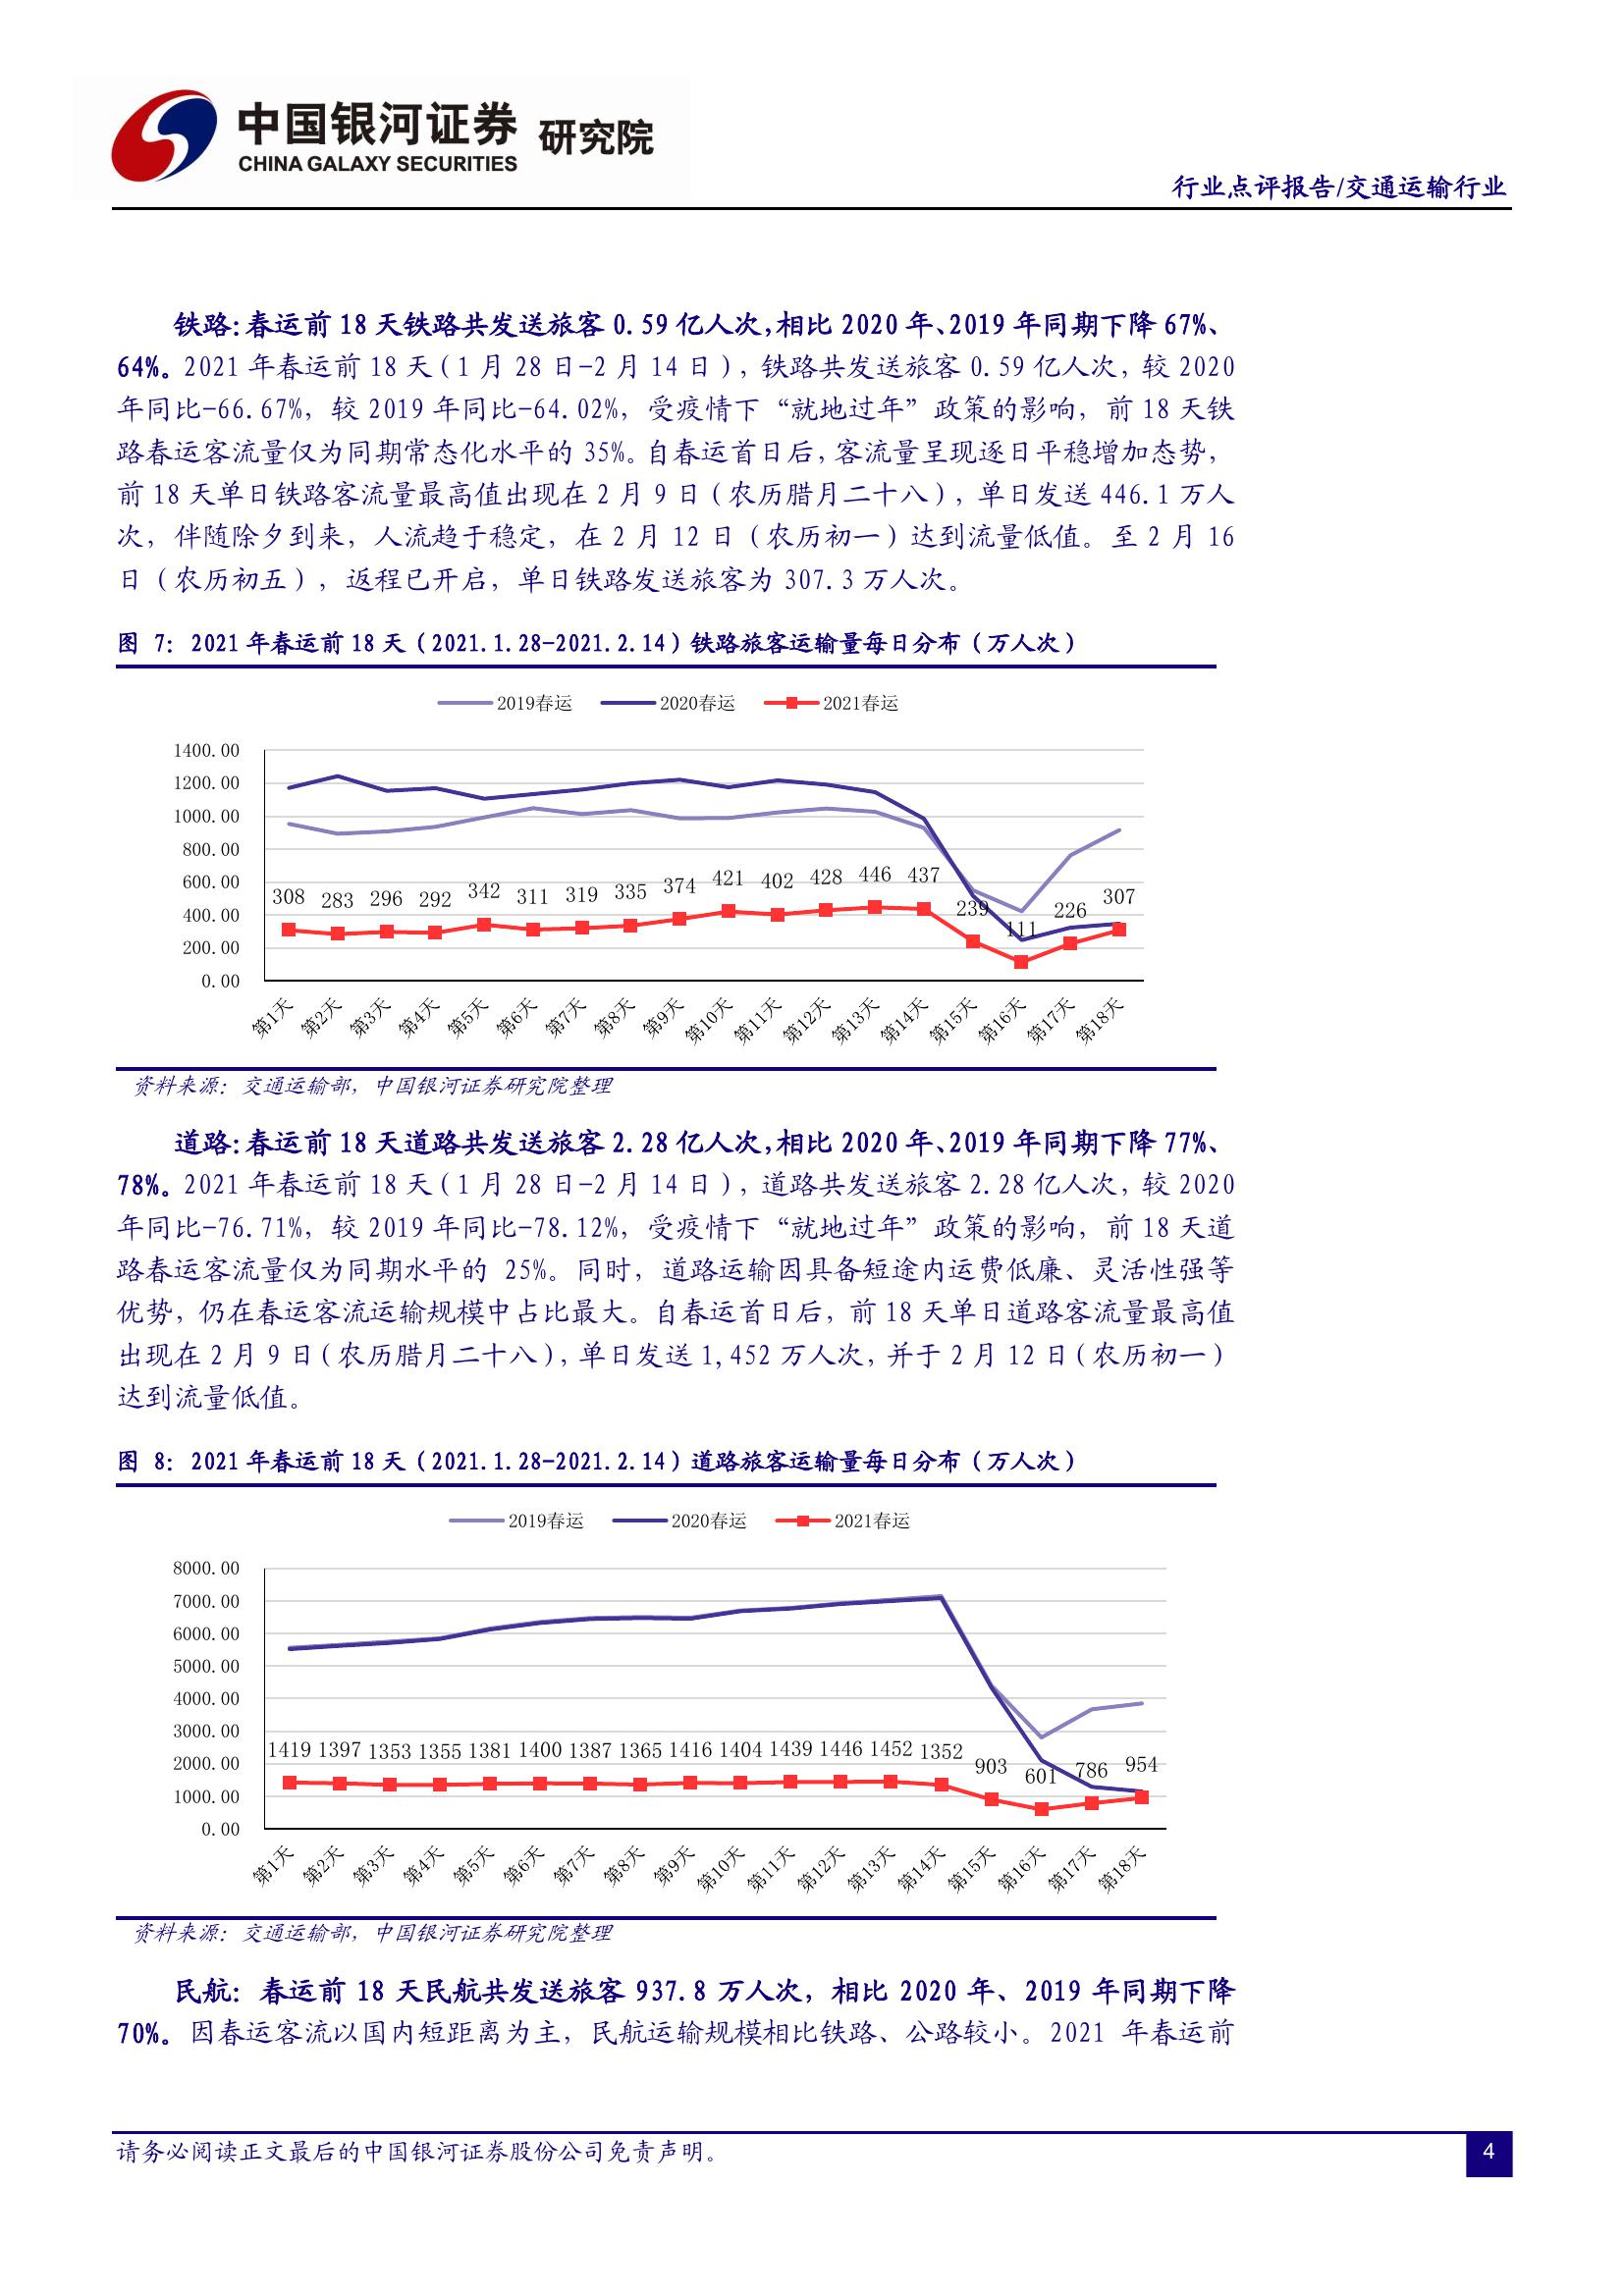 中国银河证券 研究院
CHINA GALAXY SECURITIES
行业点评报告/交通运输行业
铁路:春运前 18 天铁路共发送旅客 0.59 亿人次,相比 2020 年、2019 年同期下降 67%、
64%。2021 年春运前 18 天(1 月 28 日-2 月 14 日),铁路共发送旅客 0.59 亿人次,较 2020
年同比-66.67%,较 2019 年同比-64.02%,受疫情下“就地过年”政策的影响,前 18 天铁
路春运客流量仅为同期常态化水平的 35%。自春运首日后,客流量呈现逐日平稳增加态势,
前 18 天单日铁路客流量最高值出现在 2 月 9 日(农历腊月二十八),单日发送 446.1 万人
次,伴随除夕到来,人流趋于稳定,在 2 月 12 日(农历初一)达到流量低值。至 2 月 16
日(农历初五),返程已开启,单日铁路发送旅客为 307.3 万人次。
图 7: 2021 年春运前 18 天(2021.1.28-2021.2.14)铁路旅客运输量每日分布(万人次)
2019春运 2020春运 2021春运
1400.00
1200.00
1000.00
800.00
600.00
400.00
200.00
0.00
308 283 296 292 342 311 319 335 374 421 402 428 446 437 239 111 226 307
第1天 第2天 第3天 第4天 第5天 第6天 第7天 第8天 第9天 第10天 第11天 第12天 第13天 第14天 第15天 第16天 第17天 第18天
资料来源:交通运输部,中国银河证券研究院整理
道路:春运前 18 天道路共发送旅客 2.28 亿人次,相比 2020 年、2019 年同期下降 77%、
78%。2021 年春运前 18 天(1 月 28 日-2 月 14 日),道路共发送旅客 2.28 亿人次,较 2020
年同比-76.71%,较 2019 年同比-78.12%,受疫情下“就地过年”政策的影响,前 18 天道
路春运客流量仅为同期水平的 25%。同时,道路运输因具备短途内运费低廉、灵活性强等
优势,仍在春运客流运输规模中占比最大。自春运首日后,前 18 天单日道路客流量最高值
出现在 2 月 9 日(农历腊月二十八),单日发送 1,452 万人次,并于 2 月 12 日(农历初一)
达到流量低值。
图 8: 2021 年春运前 18 天(2021.1.28-2021.2.14)道路旅客运输量每日分布(万人次)
2019春运 2020春运 2021春运
8000.00
7000.00
6000.00
5000.00
4000.00
3000.00
2000.00
1000.00
0.00
1419 1397 1353 1355 1381 1400 1387 1365 1416 1404 1439 1446 1452 1352 903 601 786 954
第1天 第2天 第3天 第4天 第5天 第6天 第7天 第8天 第9天 第10天 第11天 第12天 第13天 第14天 第15天 第16天 第17天 第18天
资料来源:交通运输部,中国银河证券研究院整理
民航:春运前 18 天民航共发送旅客 937.8 万人次,相比 2020 年、2019 年同期下降
70%。因春运客流以国内短距离为主,民航运输规模相比铁路、公路较小。2021 年春运前
请务必阅读正文最后的中国银河证券股份公司免责声明。
4